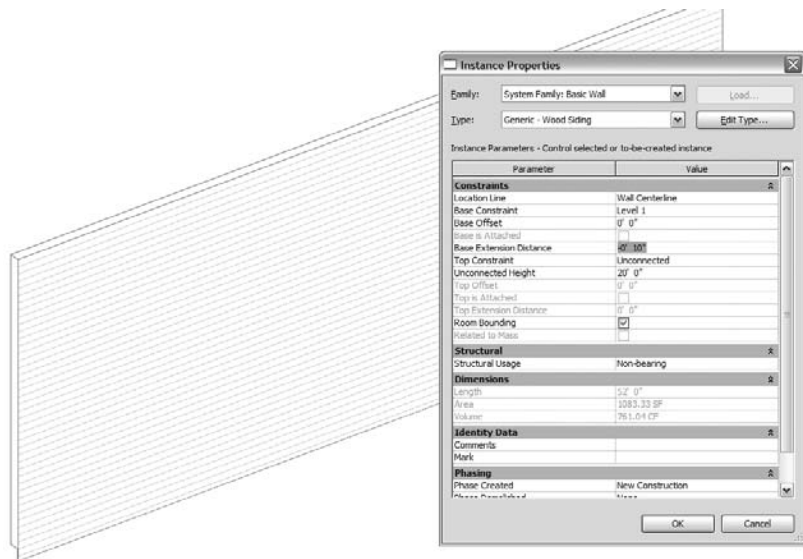 Instance Properties
Family: System Family: Basic Wall Load...
Type: Generic - Wood Siding Edit Type...
Instance Parameters - Control selected or to-be-created instance
Parameter Value
Constraints
Location Line Wall Centerline
Base Constraint Level 1
Base Offset 0' 0"
Base is Attached
Base Extension Distance -0' 10"
Top Constraint Unconnected
Unconnected Height 20' 0"
Top Offset 0' 0"
Top is Attached
Top Extension Distance 0' 0"
Room Bounding
Related to Mass
Structural
Structural Usage Non-bearing
Dimensions
Length 52' 0"
Area 1083.33 SF
Volume 761.04 CF
Identity Data
Comments
Mark
Phasing
Phase Created New Construction
Phase Demolished None
OK Cancel